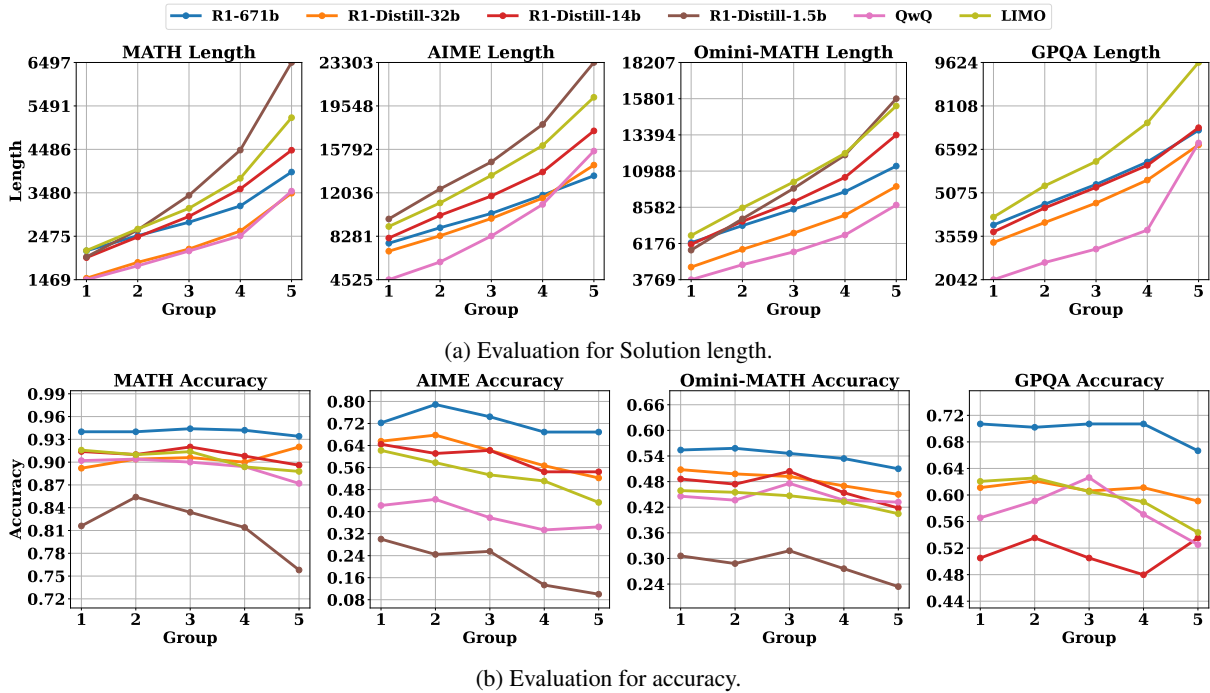 R1-671b R1-Distill-32b R1-Distill-14b R1-Distill-1.5b QwQ LIMO
MATH Length
6497
5491
4486
3480
2475
1469
1 2 3 4 5
Group
Length
AIME Length
23303
19548
15792
12036
8281
4525
1 2 3 4 5
Group
Omini-MATH Length
18207
15801
13394
10988
8582
6176
3769
1 2 3 4 5
Group
GPQA Length
9624
8108
6592
5075
3559
2042
1 2 3 4 5
Group
(a) Evaluation for Solution length.
MATH Accuracy
0.99
0.96
0.93
0.90
0.87
0.84
0.81
0.78
0.75
0.72
1 2 3 4 5
Group
Accuracy
AIME Accuracy
0.80
0.72
0.64
0.56
0.48
0.40
0.32
0.24
0.16
0.08
1 2 3 4 5
Group
Omini-MATH Accuracy
0.66
0.60
0.54
0.48
0.42
0.36
0.30
0.24
1 2 3 4 5
Group
GPQA Accuracy
0.72
0.68
0.64
0.60
0.56
0.52
0.48
0.44
1 2 3 4 5
Group
(b) Evaluation for accuracy.